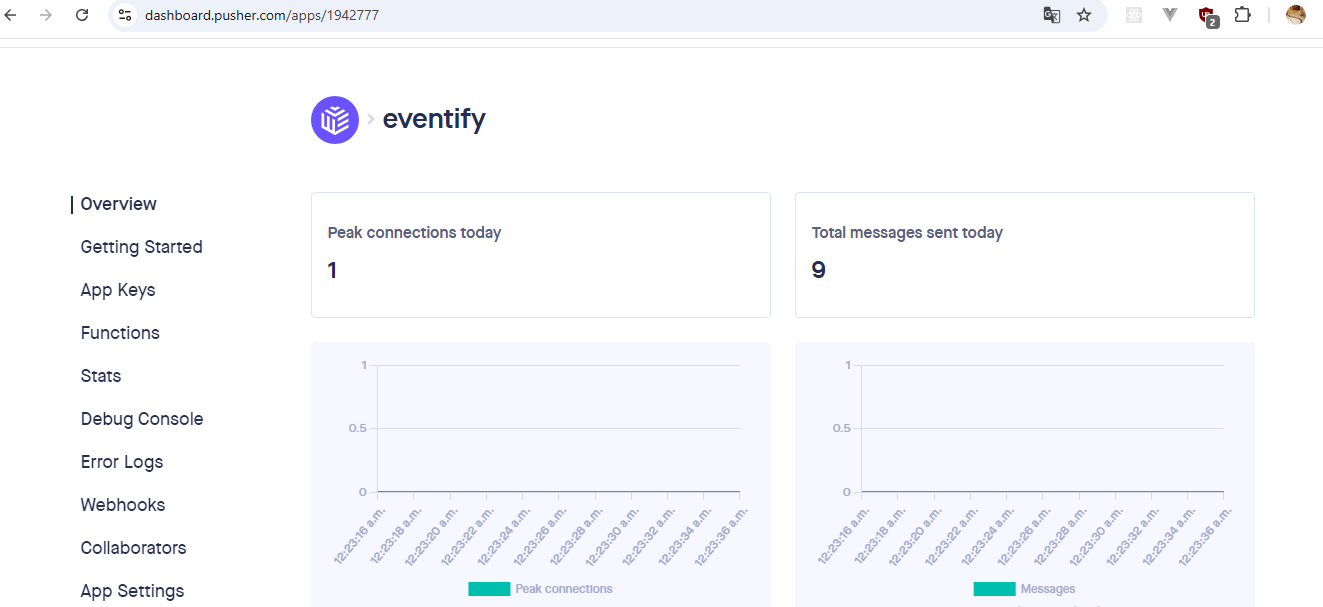 dashboard.pusher.com/apps/1942777
2
eventify
Overview
Getting Started
App Keys
Functions
Stats
Debug Console
Error Logs
Webhooks
Collaborators
App Settings
Peak connections today
1
Total messages sent today
9
1
0.5
0
12:23:16 a.m.
12:23:18 a.m.
12:23:20 a.m.
12:23:22 a.m.
12:23:24 a.m.
12:23:26 a.m.
12:23:28 a.m.
12:23:30 a.m.
12:23:32 a.m.
12:23:34 a.m.
12:23:36 a.m.
Peak connections
1
0.5
0
12:23:16 a.m.
12:23:18 a.m.
12:23:20 a.m.
12:23:22 a.m.
12:23:24 a.m.
12:23:26 a.m.
12:23:28 a.m.
12:23:30 a.m.
12:23:32 a.m.
12:23:34 a.m.
12:23:36 a.m.
Messages